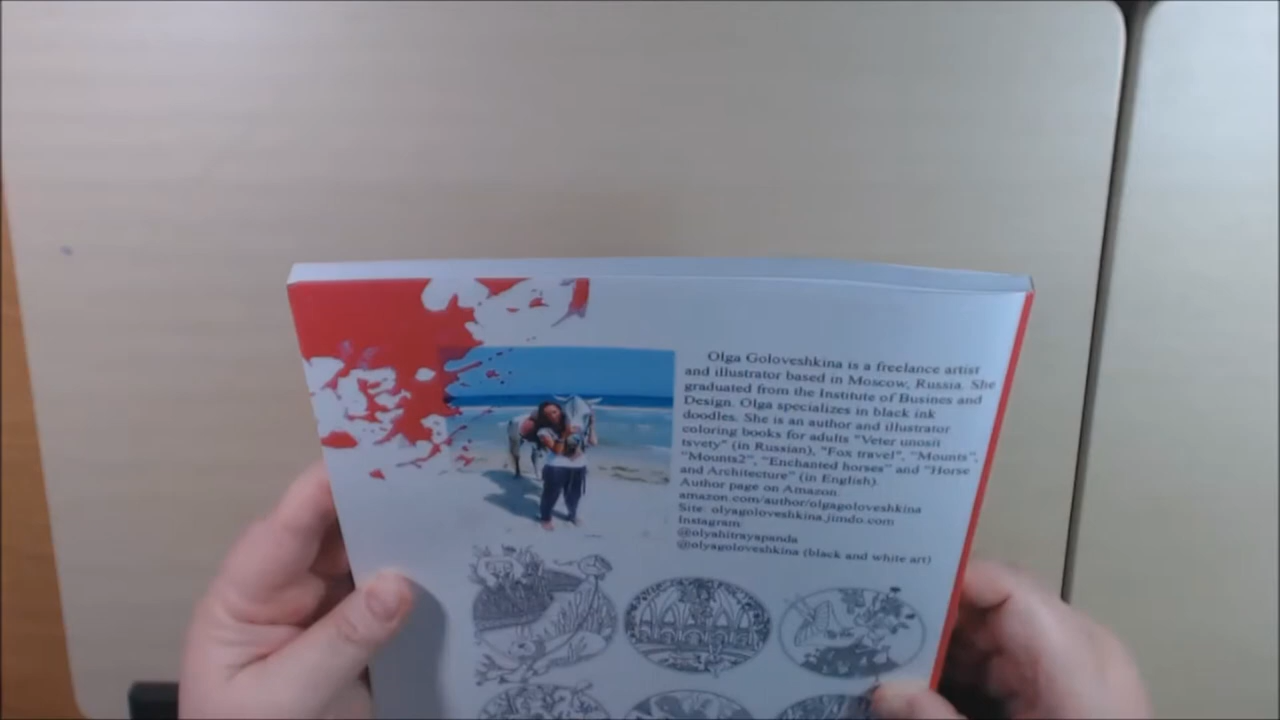 Olga Goloveshkina is a freelance artist
and illustrator based in Moscow, Russia. She
graduated from the Institute of Busines and
Design. Olga specializes in black ink
doodles. She is an author and illustrator
coloring books for adults "Veter unosit
tsvety" (in Russian), "Fox travel", "Mounts",
"Mounts2", "Enchanted horses" and "Horse
and Architecture" (in English).
Author page on Amazon:
amazon.com/author/olgagoloveshkina
Site: olyagoloveshkina.jimdo.com
Instagram:
@olyahitrayapanda
@olyagoloveshkina (black and white art)